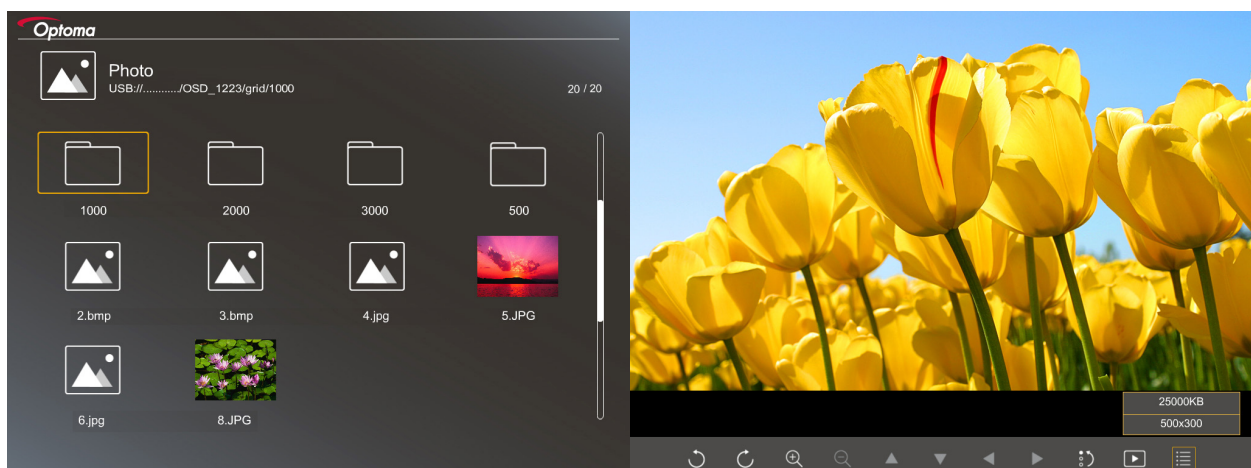 Optoma
Photo
USB://.........../OSD_1223/grid/1000
20 / 20
1000
2000
3000
500
2.bmp
3.bmp
4.jpg
5.JPG
6.jpg
8.JPG
25000KB
500x300